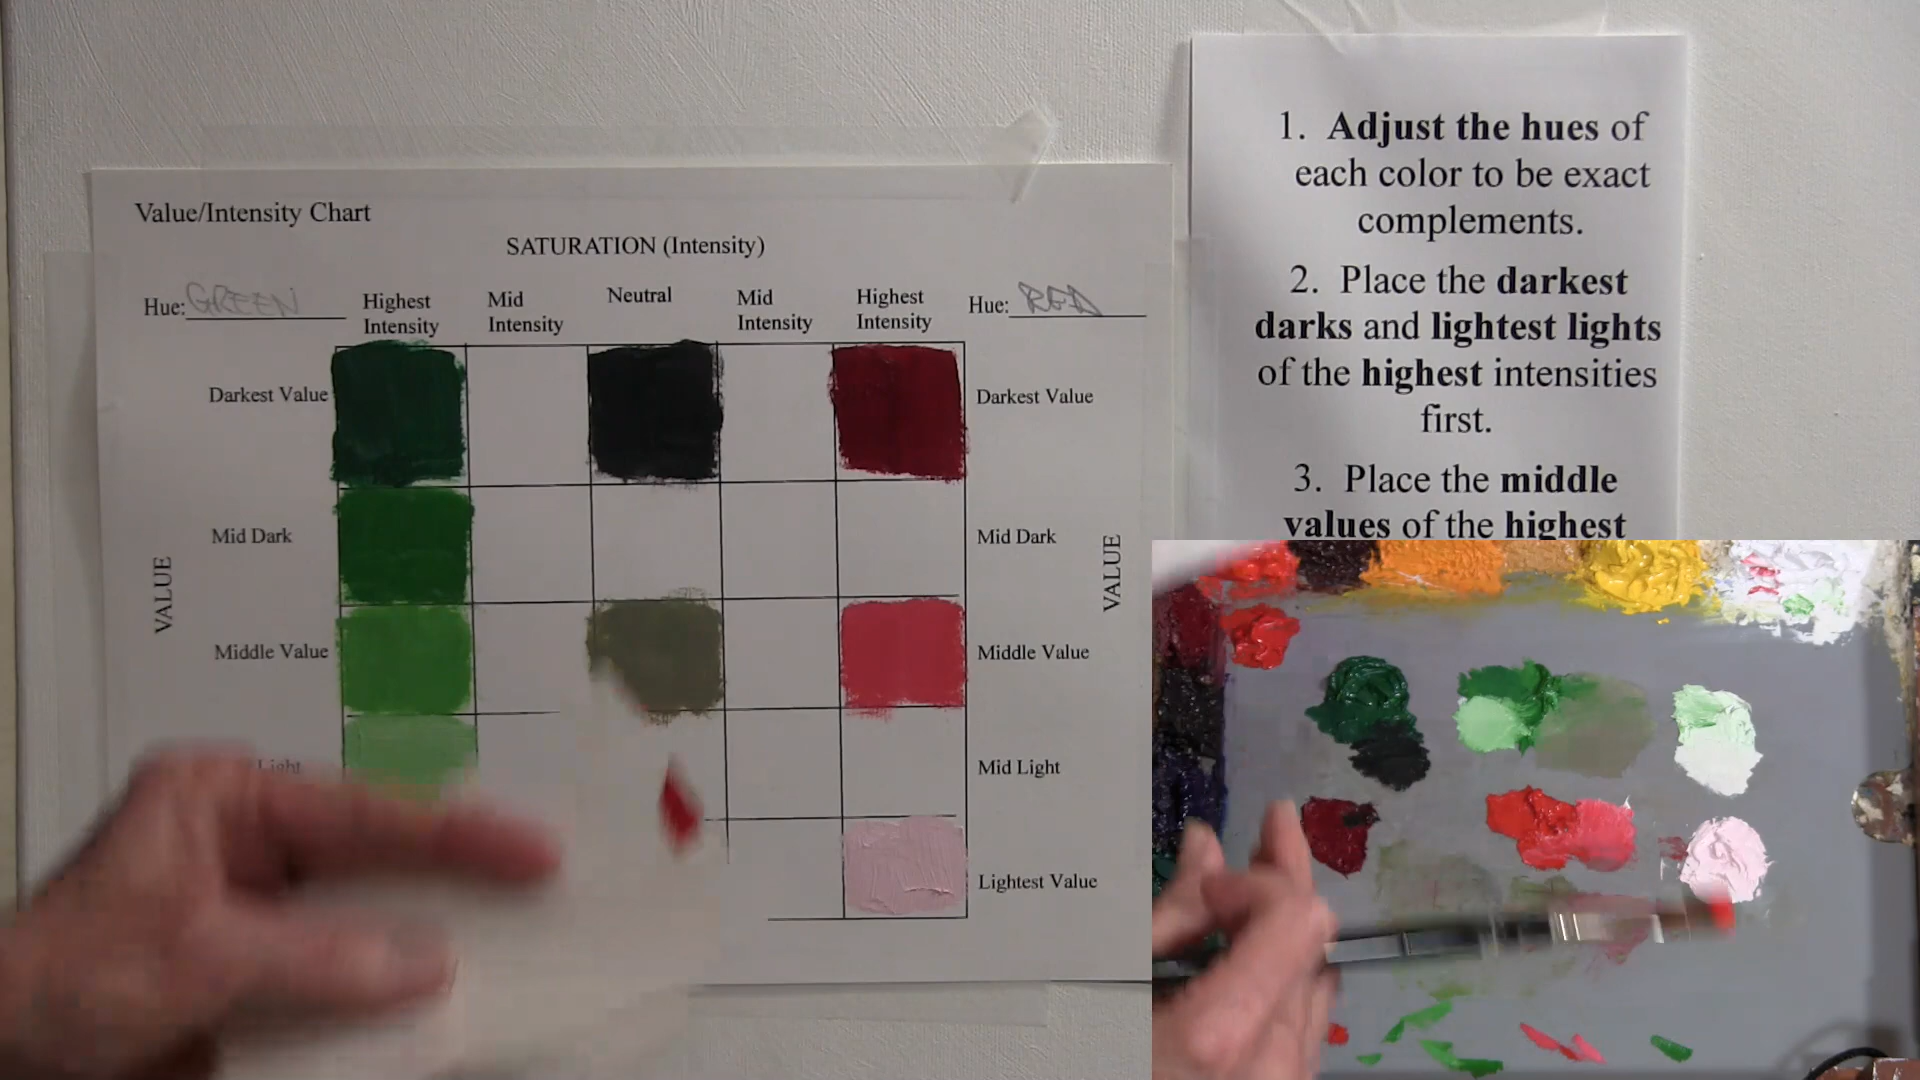 Value/Intensity Chart
SATURATION (Intensity)
Hue: GREEN
Highest
Intensity
Mid
Intensity
Neutral
Mid
Intensity
Highest
Intensity
Hue: RED
Darkest Value
Darkest Value
Mid Dark
Mid Dark
VALUE
VALUE
Middle Value
Middle Value
Light
Mid Light
Lightest Value
1. Adjust the hues of
each color to be exact
complements.
2. Place the darkest
darks and lightest lights
of the highest intensities
first.
3. Place the middle
values of the highest